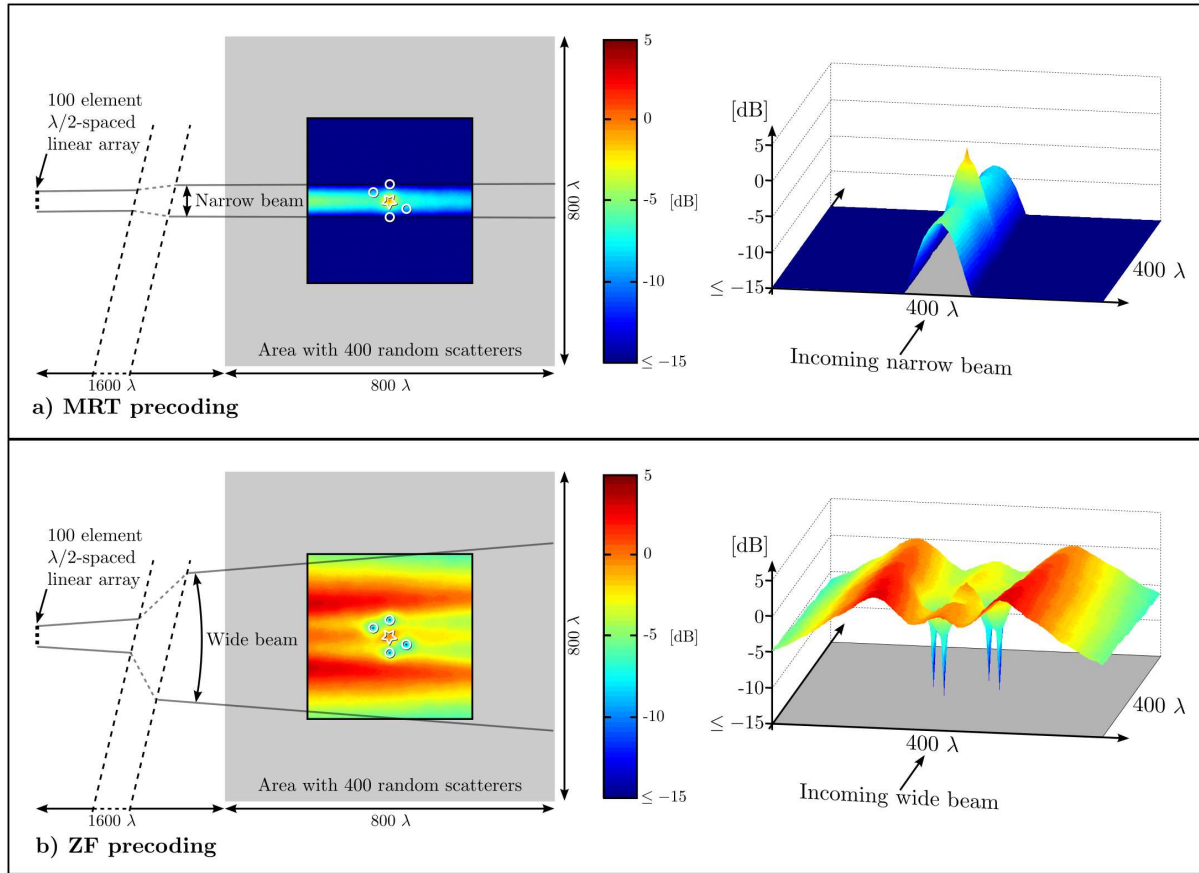 100 element
λ/2-spaced
linear array
Narrow beam
800 λ
Area with 400 random scatterers
1600 λ
800 λ
a) MRT precoding
5
0
-5
[dB]
-10
≤ −15
[dB]
5
0
-5
-10
≤ −15
400 λ
400 λ
Incoming narrow beam
100 element
λ/2-spaced
linear array
Wide beam
800 λ
Area with 400 random scatterers
1600 λ
800 λ
b) ZF precoding
5
0
-5
[dB]
-10
≤ −15
[dB]
5
0
-5
-10
≤ −15
400 λ
400 λ
Incoming wide beam